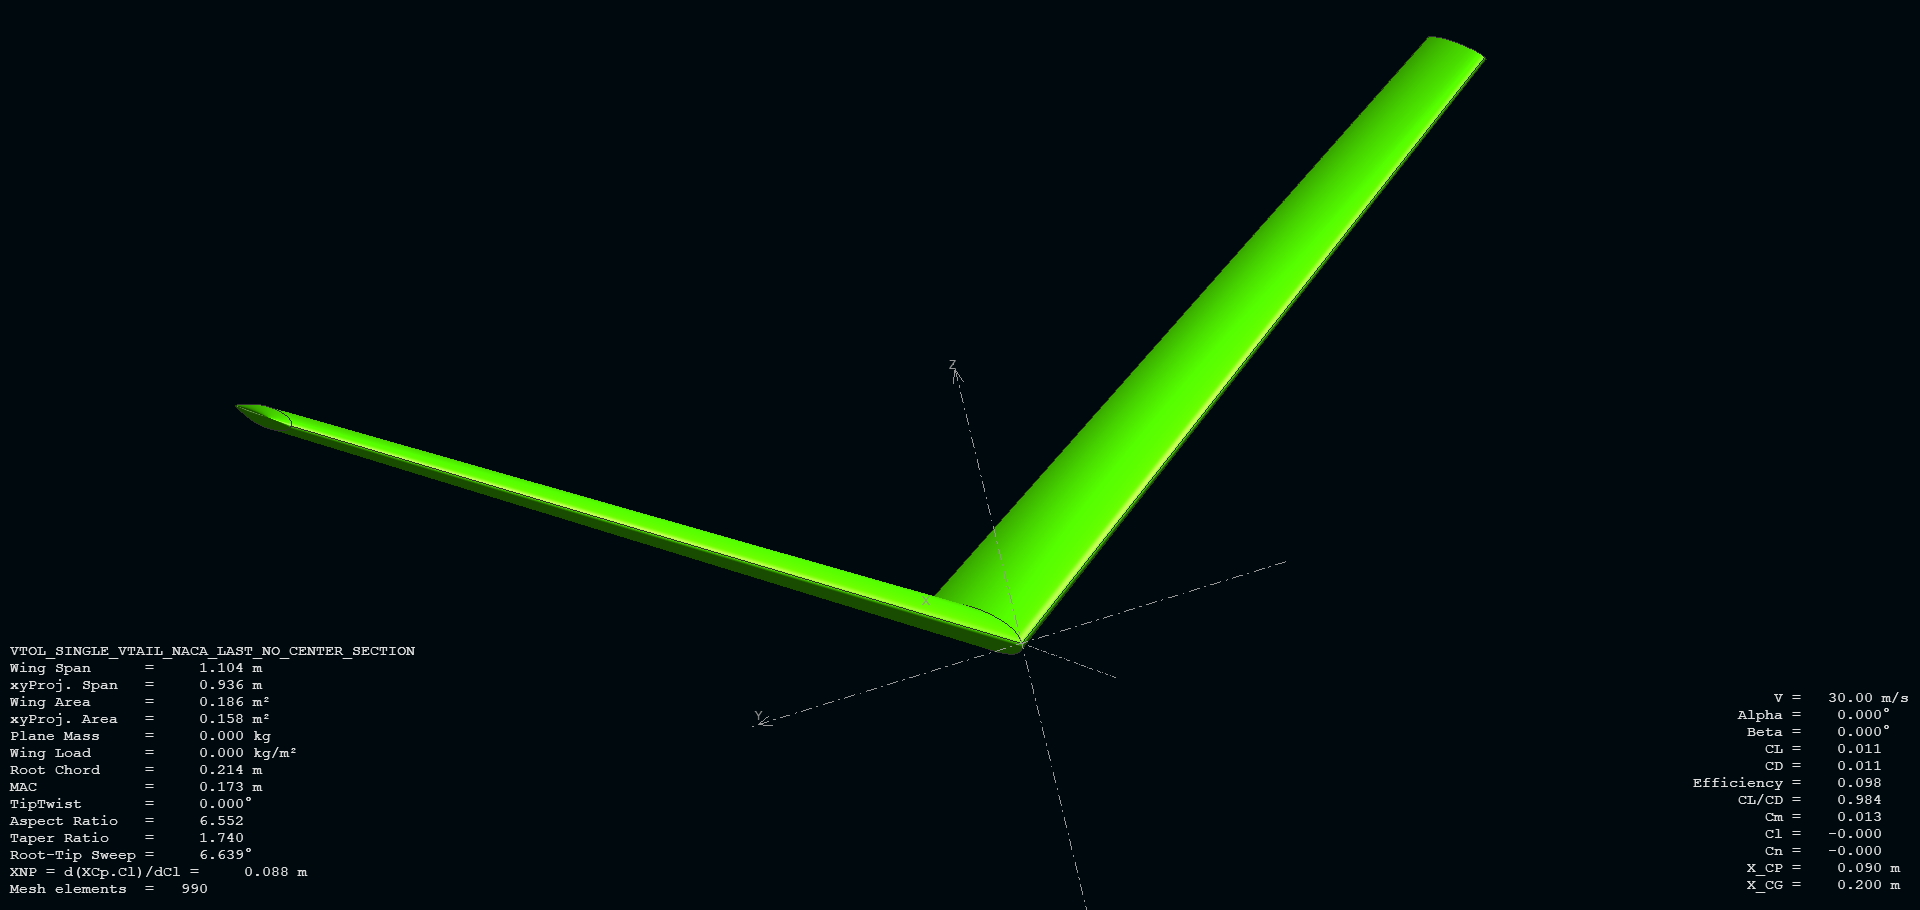 Z
X
Y
VTOL_SINGLE_VTAIL_NACA_LAST_NO_CENTER_SECTION
Wing Span = 1.104 m
xyProj. Span = 0.936 m
Wing Area = 0.186 m²
xyProj. Area = 0.158 m²
Plane Mass = 0.000 kg
Wing Load = 0.000 kg/m²
Root Chord = 0.214 m
MAC = 0.173 m
TipTwist = 0.000°
Aspect Ratio = 6.552
Taper Ratio = 1.740
Root-Tip Sweep = 6.639°
XNP = d(XCp.Cl)/dCl = 0.088 m
Mesh elements = 990
V = 30.00 m/s
Alpha = 0.000°
Beta = 0.000°
CL = 0.011
CD = 0.011
Efficiency = 0.098
CL/CD = 0.984
Cm = 0.013
Cl = -0.000
Cn = -0.000
X_CP = 0.090 m
X_CG = 0.200 m